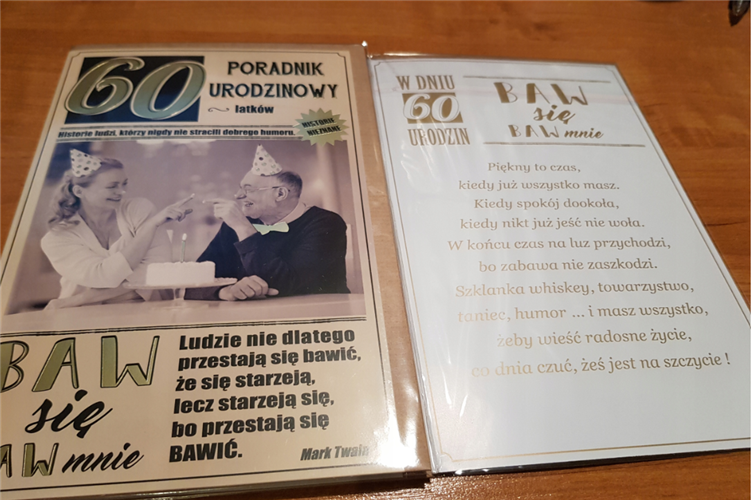 60
PORADNIK
URODZINOWY
latków
Historie ludzi, którzy nigdy nie stracili dobrego humoru.
HISTORIE
NIEZNANE
BAW
się
BAW mnie
Ludzie nie dlatego
przestają się bawić,
że się starzeją,
lecz starzeją się,
bo przestają się
BAWIĆ.
Mark Twain
W DNIU
60
URODZIN
BAW
się
BAW mnie
Piękny to czas,
kiedy już wszystko masz.
Kiedy spokój dookoła,
kiedy nikt już jeść nie woła.
W końcu czas na luz przychodzi,
bo zabawa nie zaszkodzi.
Szklanka whiskey, towarzystwo,
taniec, humor ... i masz wszystko,
żeby wieść radosne życie,
co dnia czuć, żeś jest na szczycie !